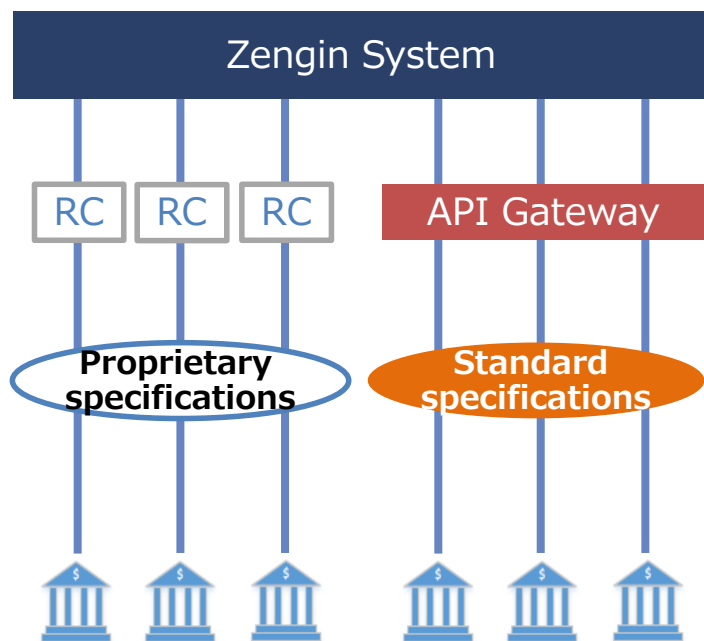 Zengin System
RC RC RC API Gateway
Proprietary
specifications
Standard
specifications
$ $ $ $ $ $